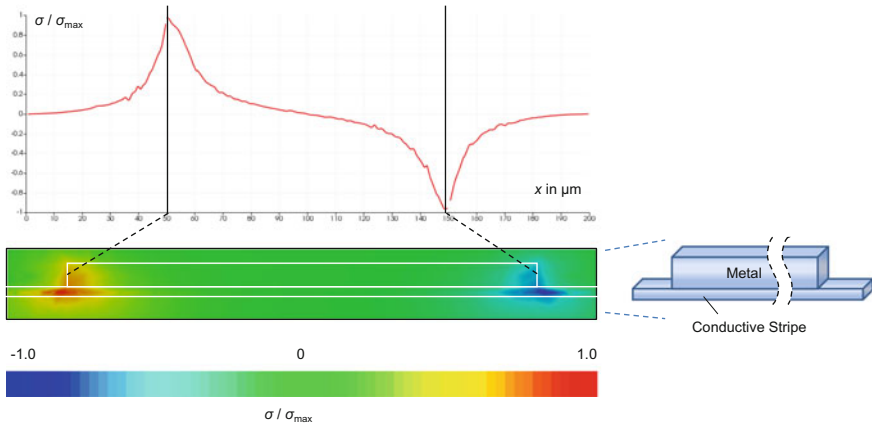 σ / σmax
1
0.8
0.6
0.4
0.2
0
-0.2
-0.4
-0.6
-0.8
-1
x in µm
0 10 20 30 40 50 60 70 80 90 100 110 120 130 140 150 160 170 180 190 200
Metal
Conductive Stripe
-1.0 0 1.0
σ / σmax